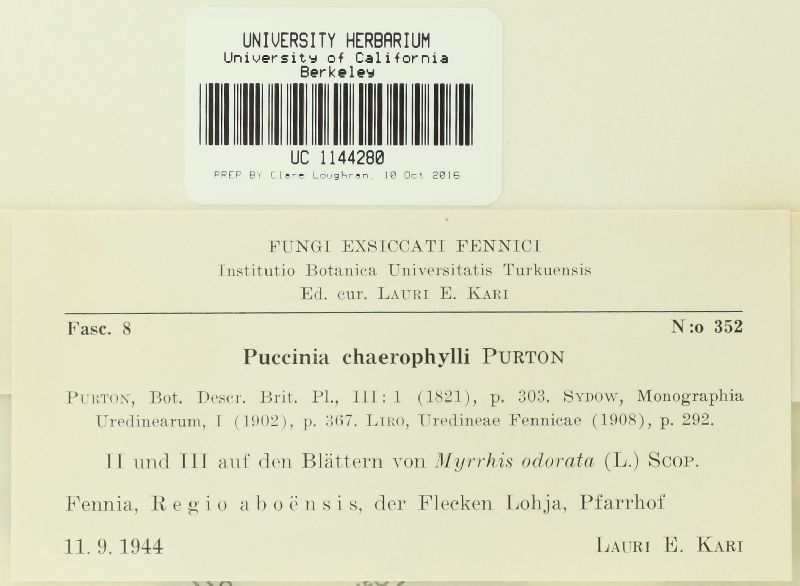 UNIVERSITY HERBARIUM
University of California
Berkeley
UC 1144280
PREP BY Clare Loughran, 10 Oct 2016
FUNGI EXSICCATI FENNICI
Institutio Botanica Universitatis Turkuensis
Ed. cur. LAURI E. KARI
Fasc. 8 N:o 352
Puccinia chaerophylli PURTON
PURTON, Bot. Descr. Brit. Pl., III: 1 (1821), p. 303. SYDOW, Monographia
Uredinearum, I (1902), p. 367. LIRO, Uredineae Fennicae (1908), p. 292.
II und III auf den Blättern von Myrrhis odorata (L.) SCOP.
Fennia, Regio aboënsis, der Flecken Lohja, Pfarrhof
11. 9. 1944 LAURI E. KARI